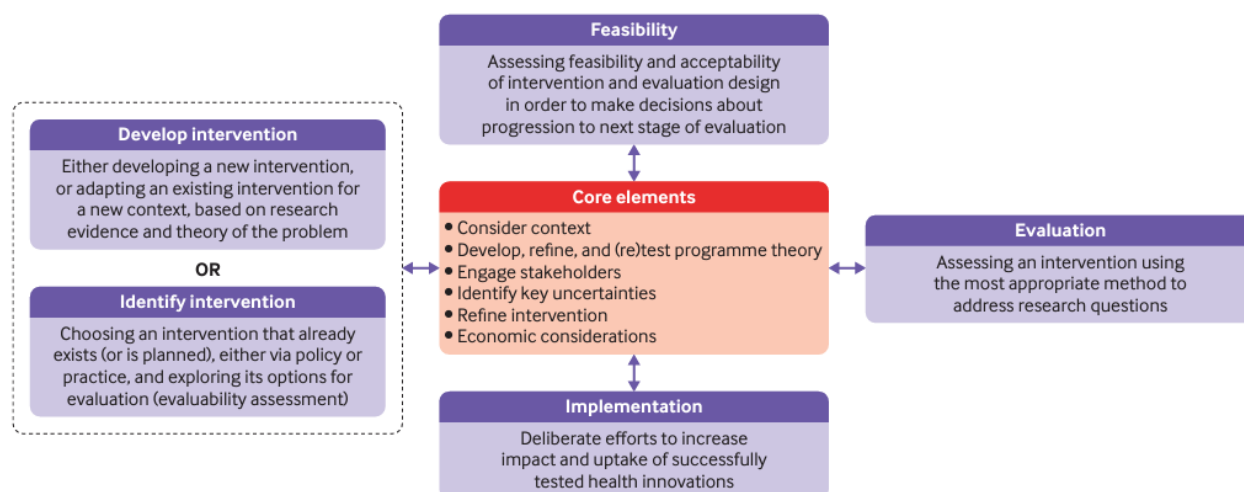 Feasibility
Assessing feasibility and acceptability
of intervention and evaluation design
in order to make decisions about
progression to next stage of evaluation
Develop intervention
Either developing a new intervention,
or adapting an existing intervention for
a new context, based on research
evidence and theory of the problem
OR
Identify intervention
Choosing an intervention that already
exists (or is planned), either via policy or
practice, and exploring its options for
evaluation (evaluability assessment)
Core elements
• Consider context
• Develop, refine, and (re)test programme theory
• Engage stakeholders
• Identify key uncertainties
• Refine intervention
• Economic considerations
Evaluation
Assessing an intervention using
the most appropriate method to
address research questions
Implementation
Deliberate efforts to increase
impact and uptake of successfully
tested health innovations